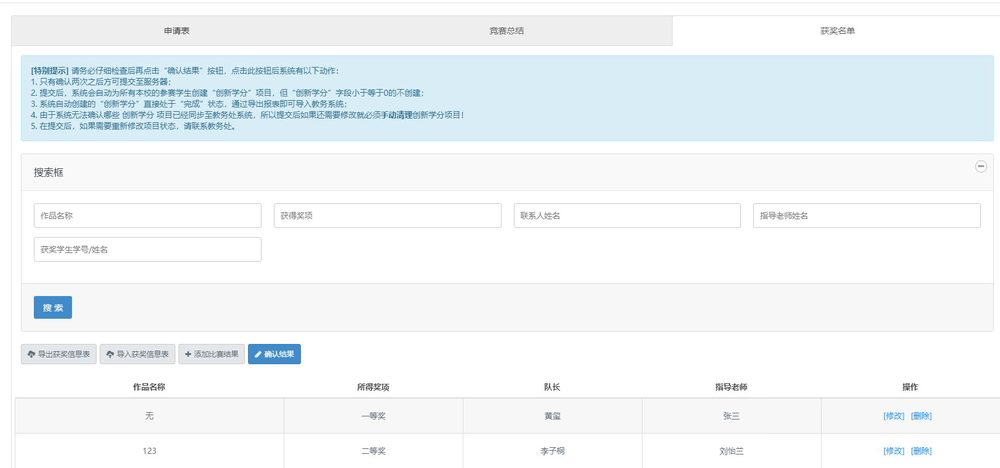 申请表 竞赛总结 获奖名单
[特别提示] 请务必仔细检查后再点击“确认结果”按钮，点击此按钮后系统有以下动作：
1. 只有确认两次之后方可提交至服务器；
2. 提交后，系统会自动为所有本校的参赛学生创建“创新学分”项目，但“创新学分”字段小于等于0的不创建；
3. 系统自动创建的“创新学分”直接处于“完成”状态，通过导出报表即可导入教务系统；
4. 由于系统无法确认哪些 创新学分 项目已经同步至教务处系统，所以提交后如果还需要修改就必须手动清理创新学分项目！
5. 在提交后，如果需要重新修改项目状态，请联系教务处。
搜索框
作品名称 获得奖项 联系人姓名 指导老师姓名
获奖学生学号/姓名
搜 索
导出获奖信息表 导入获奖信息表 添加比赛结果 确认结果
作品名称 所得奖项 队长 指导老师 操作
无 一等奖 黄玺 张三 [修改] [删除]
123 二等奖 李子桐 刘怡兰 [修改] [删除]